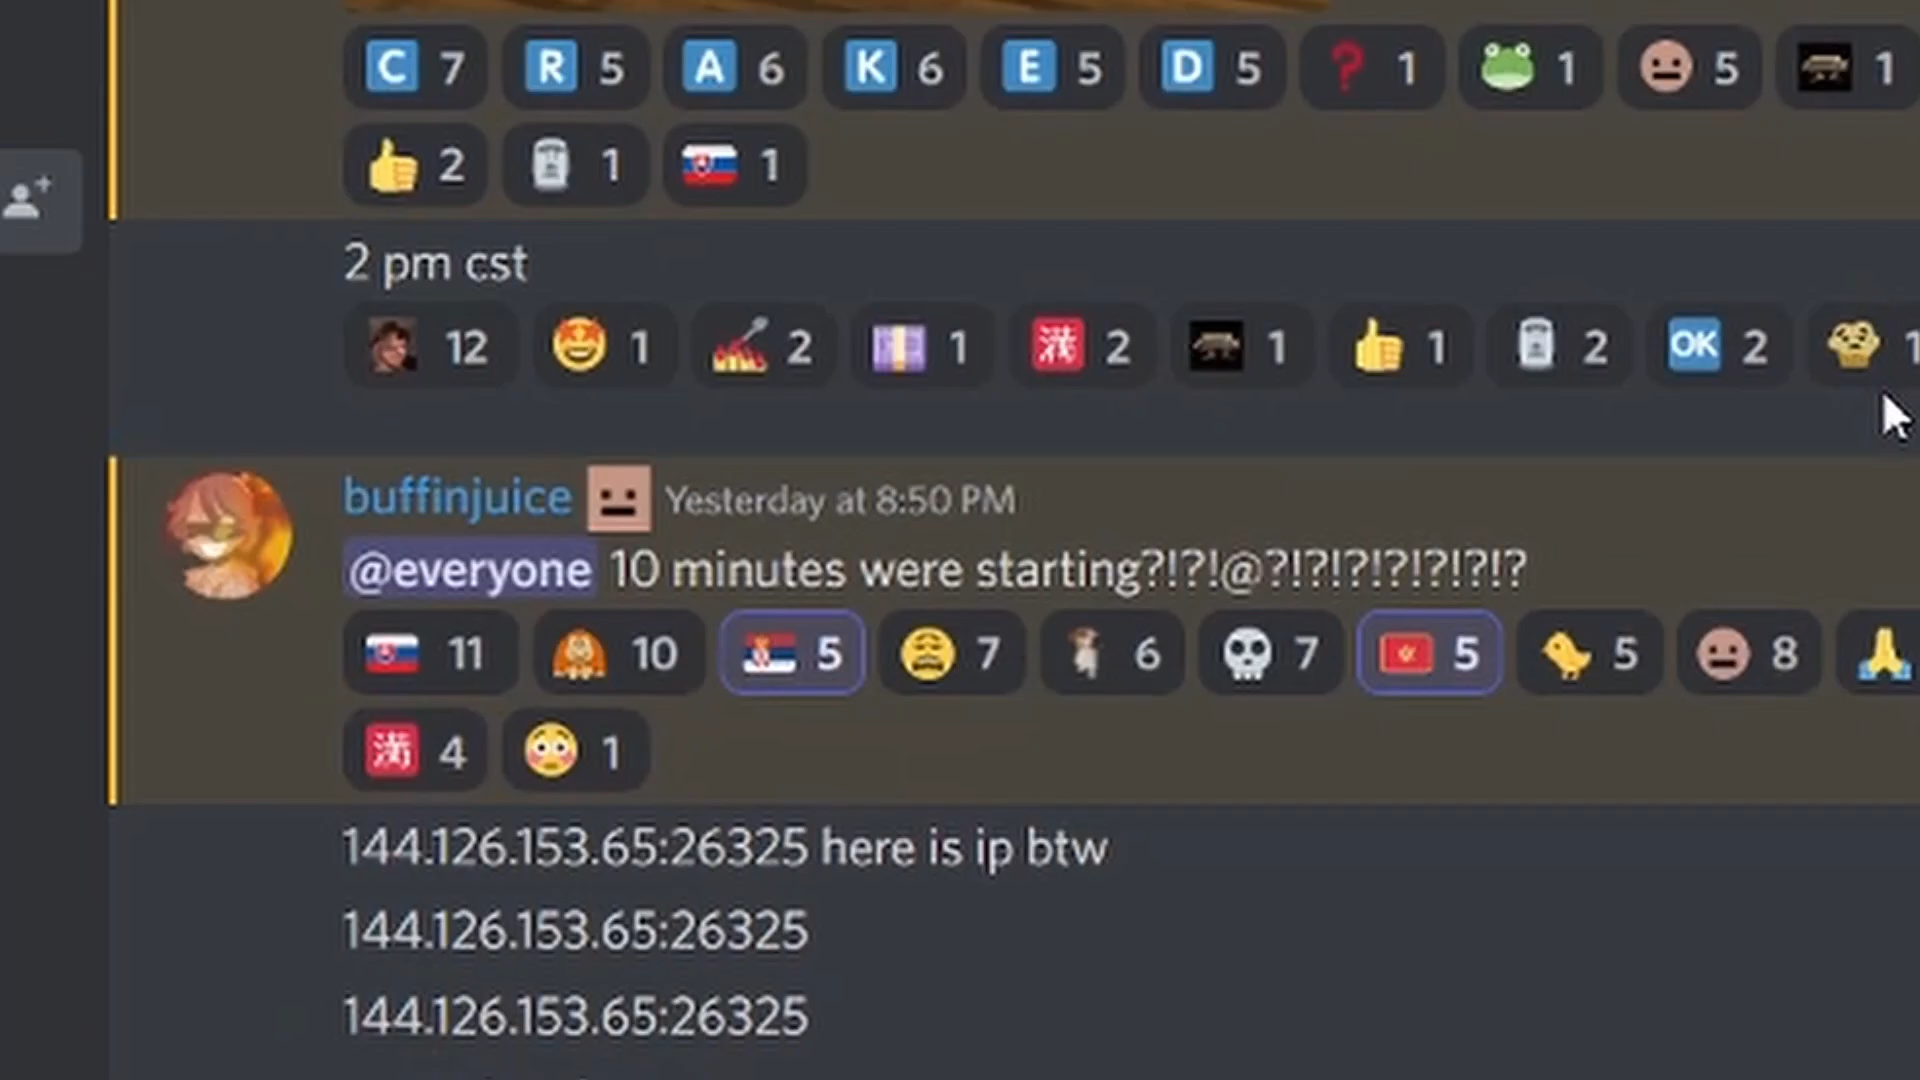 C 7 R 5 A 6 K 6 E 5 D 5 ? 1 1 5 1
2 1 1
2 pm cst
12 1 2 1 満 2 1 1 2 OK 2 1
buffinjuice Yesterday at 8:50 PM
@everyone 10 minutes were starting?!?!@?!?!?!?!?!?!?
11 10 5 7 6 7 5 5 8
満 4 1
144.126.153.65:26325 here is ip btw
144.126.153.65:26325
144.126.153.65:26325